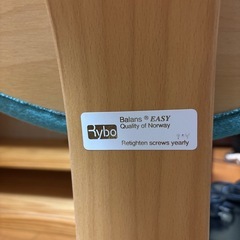 Rybo
Balans ® EASY
Quality of Norway
Retighten screws yearly